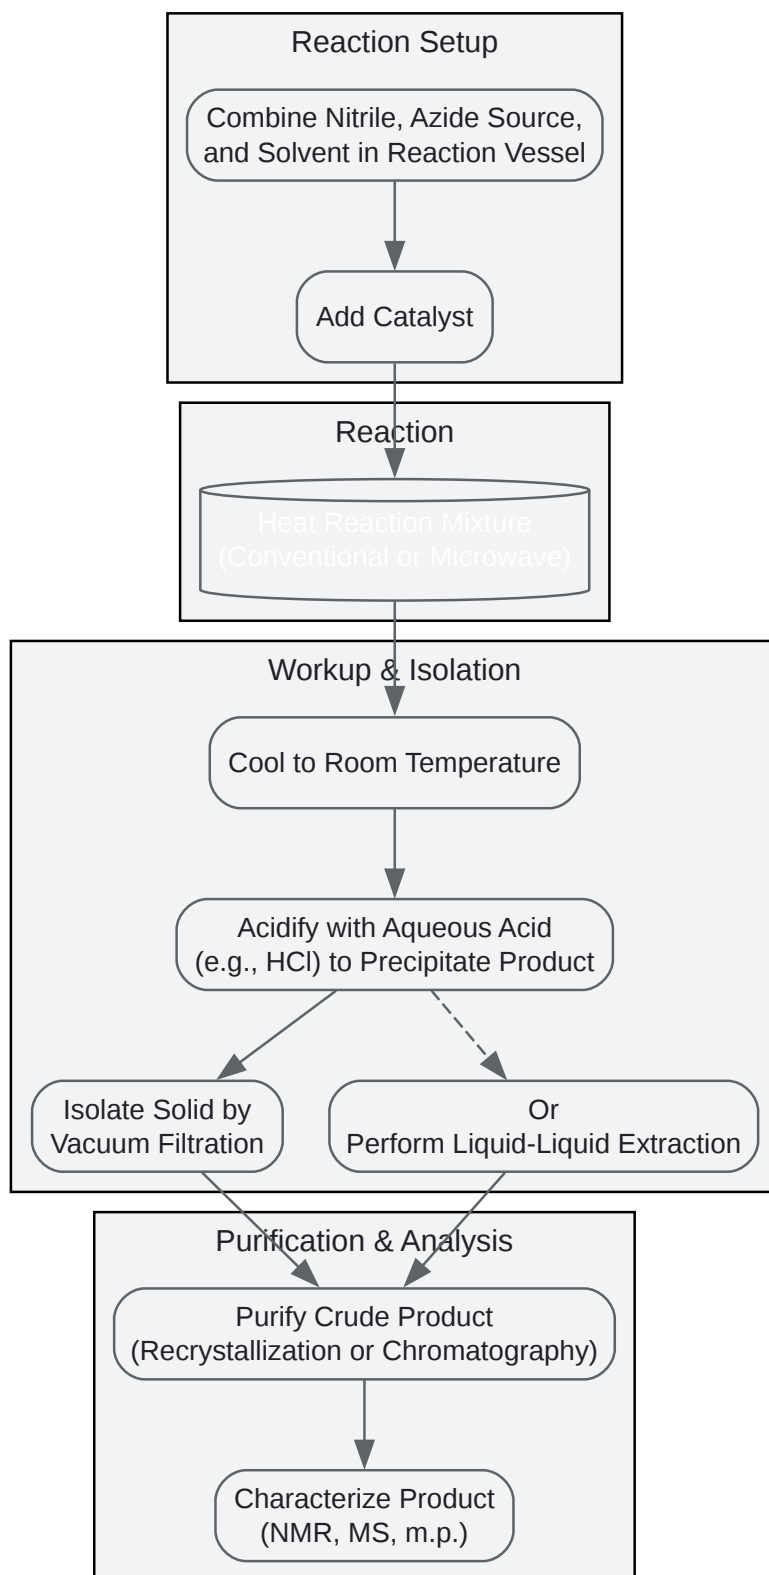 Reaction Setup
Combine Nitrile, Azide Source,
and Solvent in Reaction Vessel
Add Catalyst
Reaction
Heat Reaction Mixture
(Conventional or Microwave)
Workup & Isolation
Cool to Room Temperature
Acidify with Aqueous Acid
(e.g., HCl) to Precipitate Product
Isolate Solid by
Vacuum Filtration
Or
Perform Liquid-Liquid Extraction
Purification & Analysis
Purify Crude Product
(Recrystallization or Chromatography)
Characterize Product
(NMR, MS, m.p.)